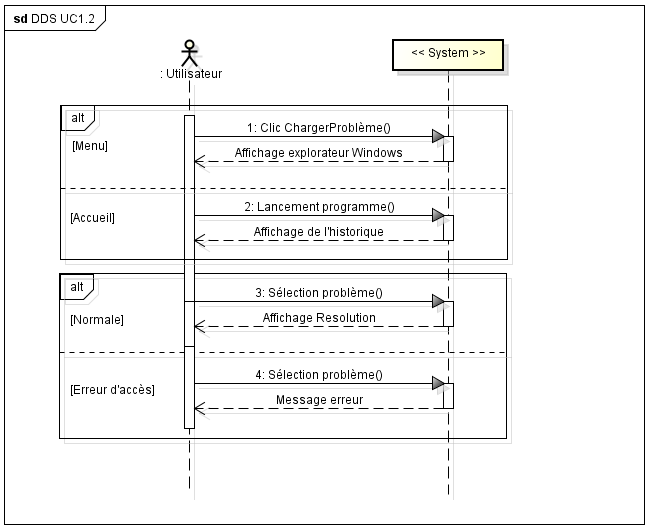 sd DDS UC1.2
: Utilisateur
<< System >>
alt
[Menu]
1: Clic ChargerProblème()
Affichage explorateur Windows
[Accueil]
2: Lancement programme()
Affichage de l'historique
alt
[Normale]
3: Sélection problème()
Affichage Resolution
[Erreur d'accès]
4: Sélection problème()
Message erreur